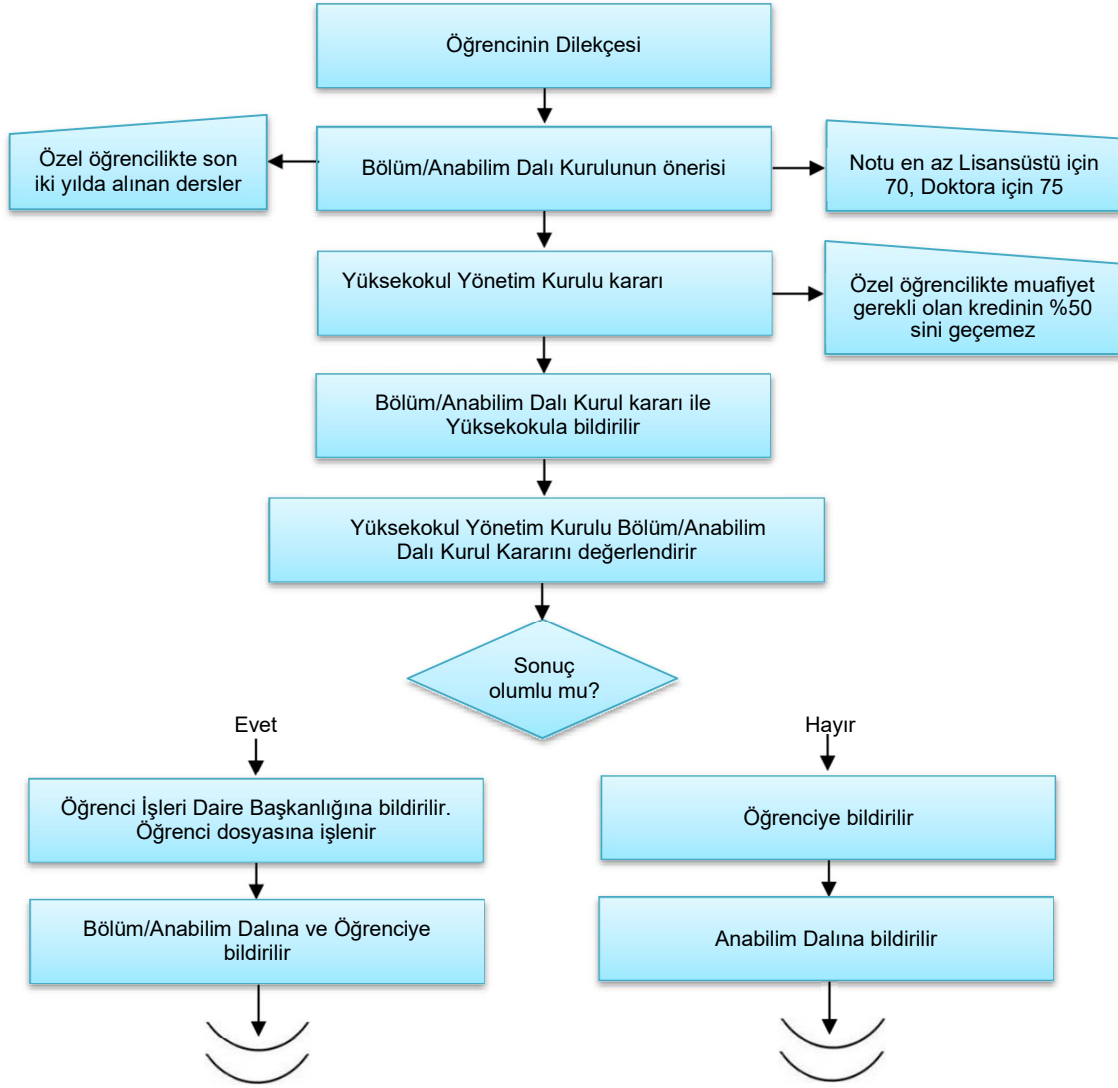 Öğrencinin Dilekçesi
Özel öğrencilikte son
iki yılda alınan dersler
Bölüm/Anabilim Dalı Kurulunun önerisi
Notu en az Lisansüstü için
70, Doktora için 75
Yüksekokul Yönetim Kurulu kararı
Özel öğrencilikte muafiyet
gerekli olan kredinin %50
sini geçemez
Bölüm/Anabilim Dalı Kurul kararı ile
Yüksekokula bildirilir
Yüksekokul Yönetim Kurulu Bölüm/Anabilim
Dalı Kurul Kararını değerlendirir
Sonuç
olumlu mu?
Evet
Hayır
Öğrenci İşleri Daire Başkanlığına bildirilir.
Öğrenci dosyasına işlenir
Öğrenciye bildirilir
Bölüm/Anabilim Dalına ve Öğrenciye
bildirilir
Anabilim Dalına bildirilir